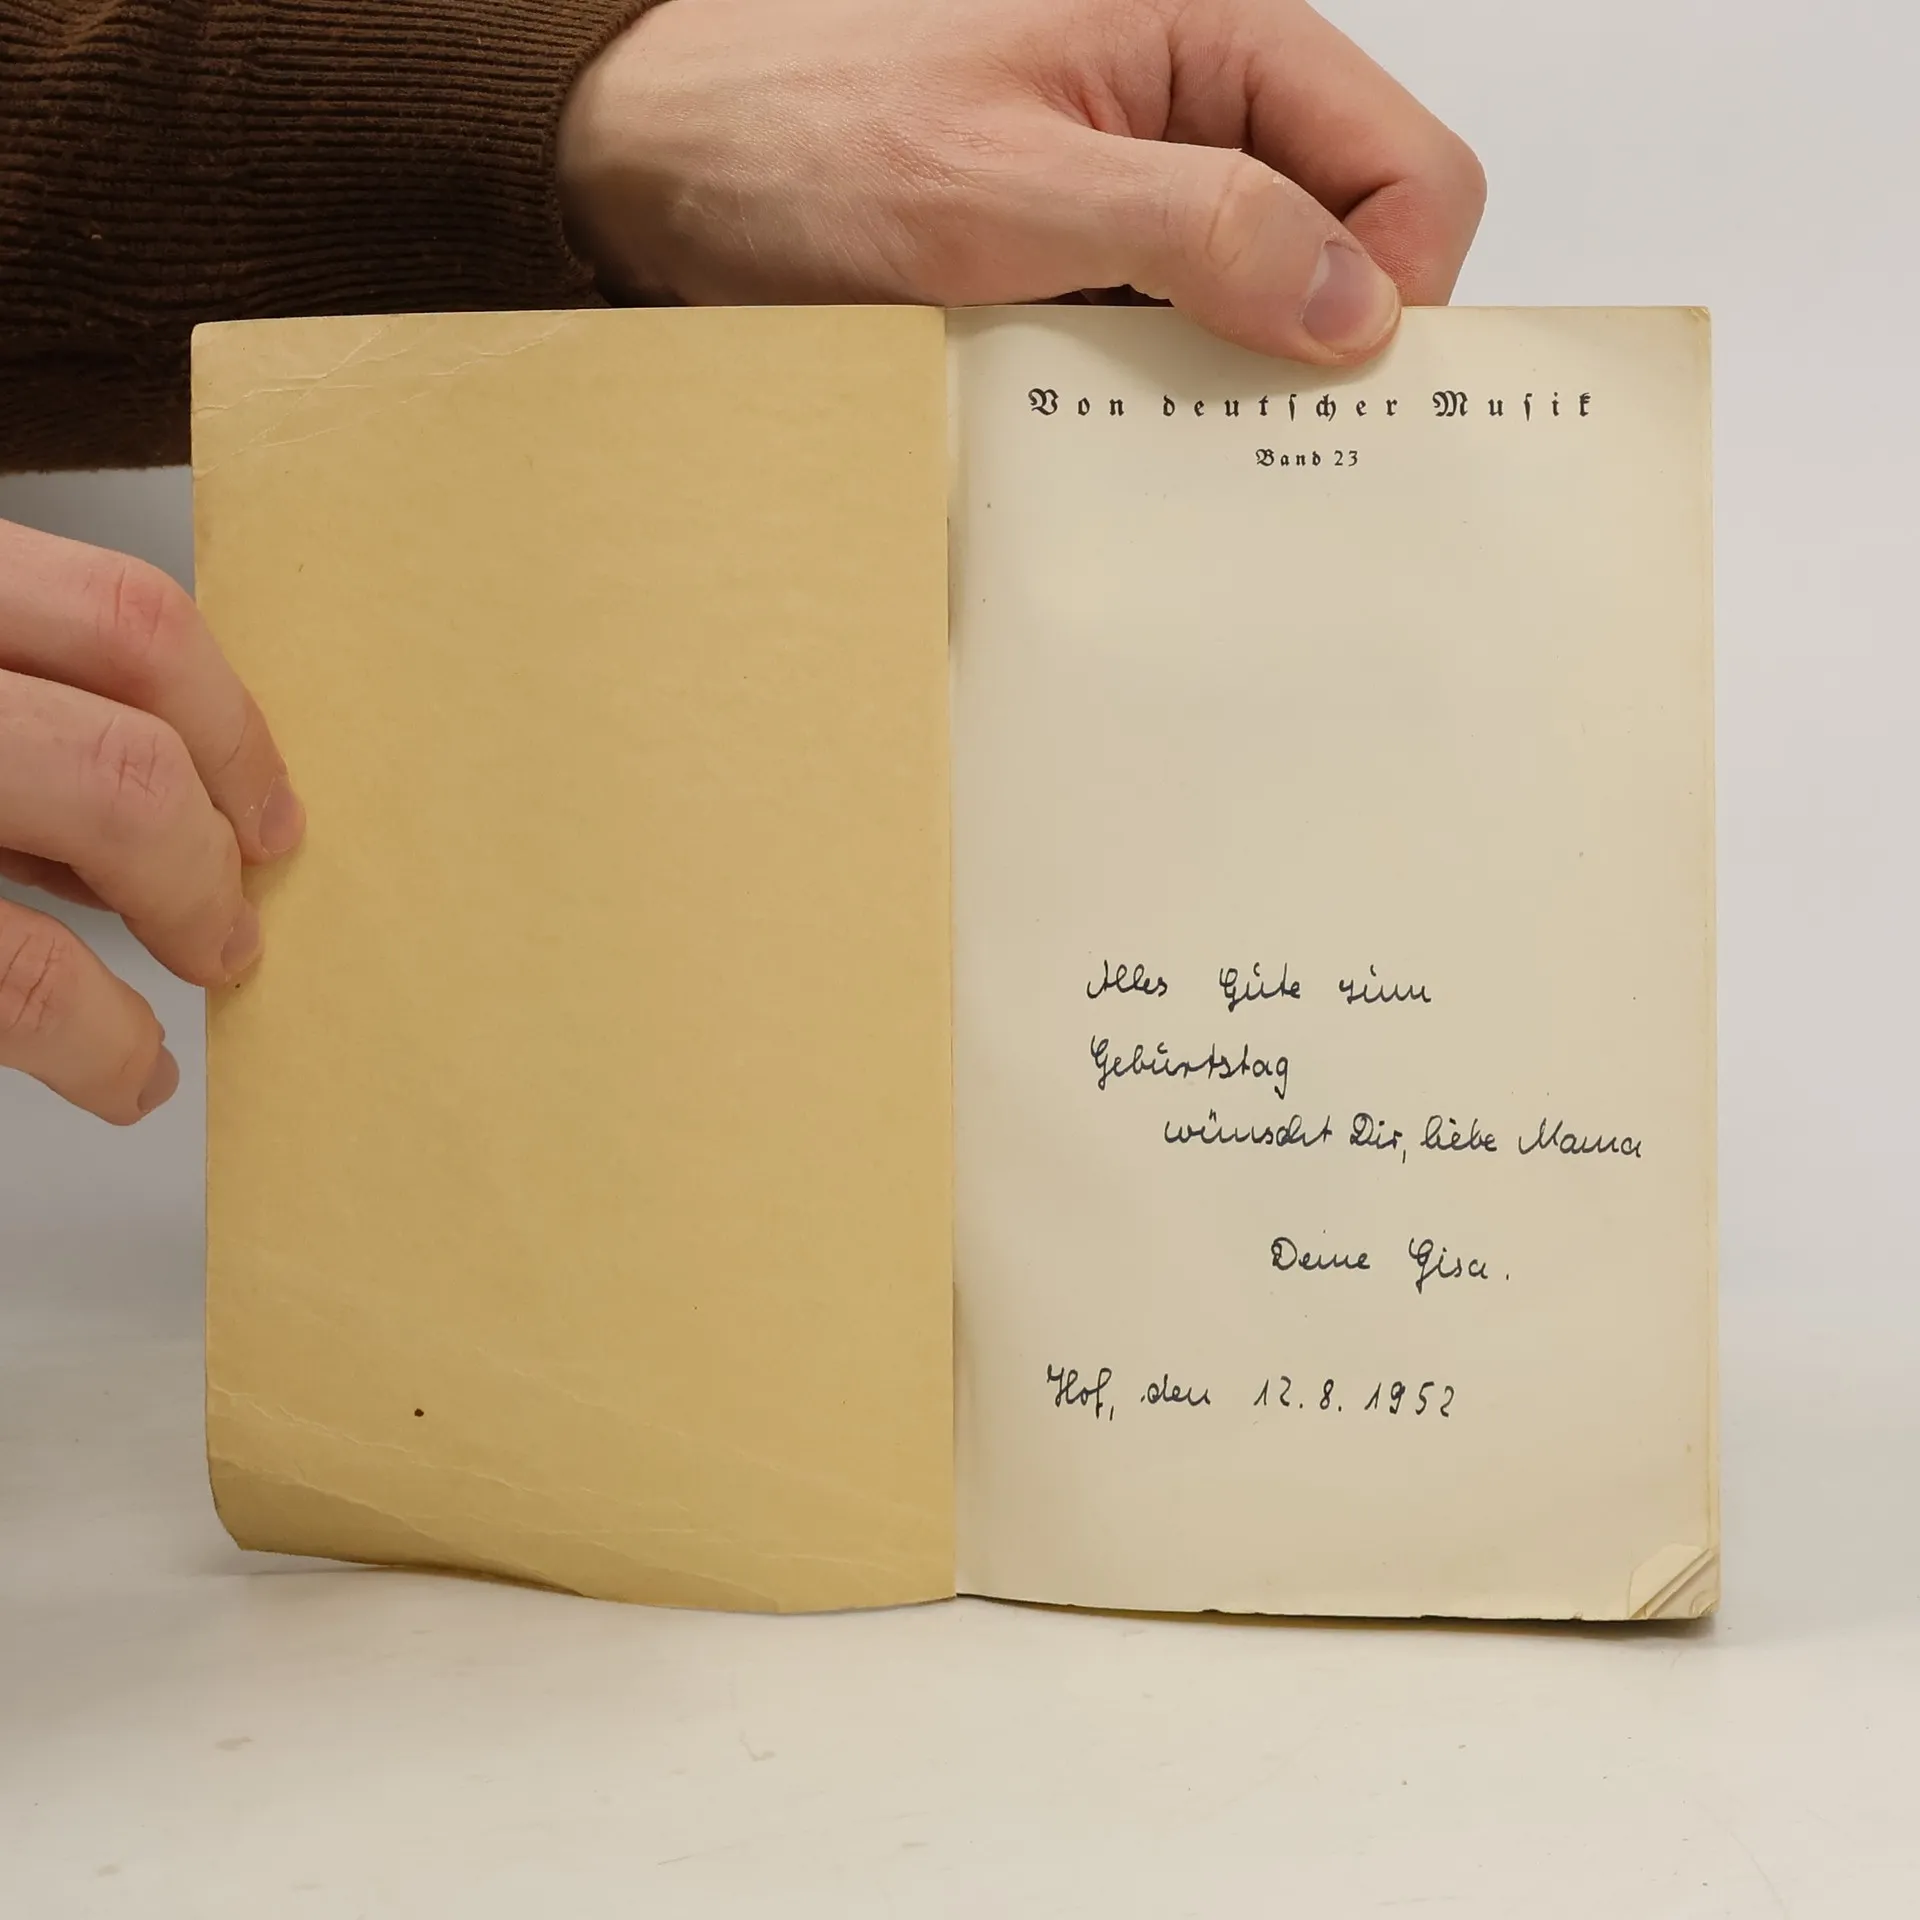 Von deutſcher Muſik
Band 23
Alles Gute zum
Geburtstag
wünscht Dir, liebe Mama
Deine Gisa.
Hof, den 12.8.1952